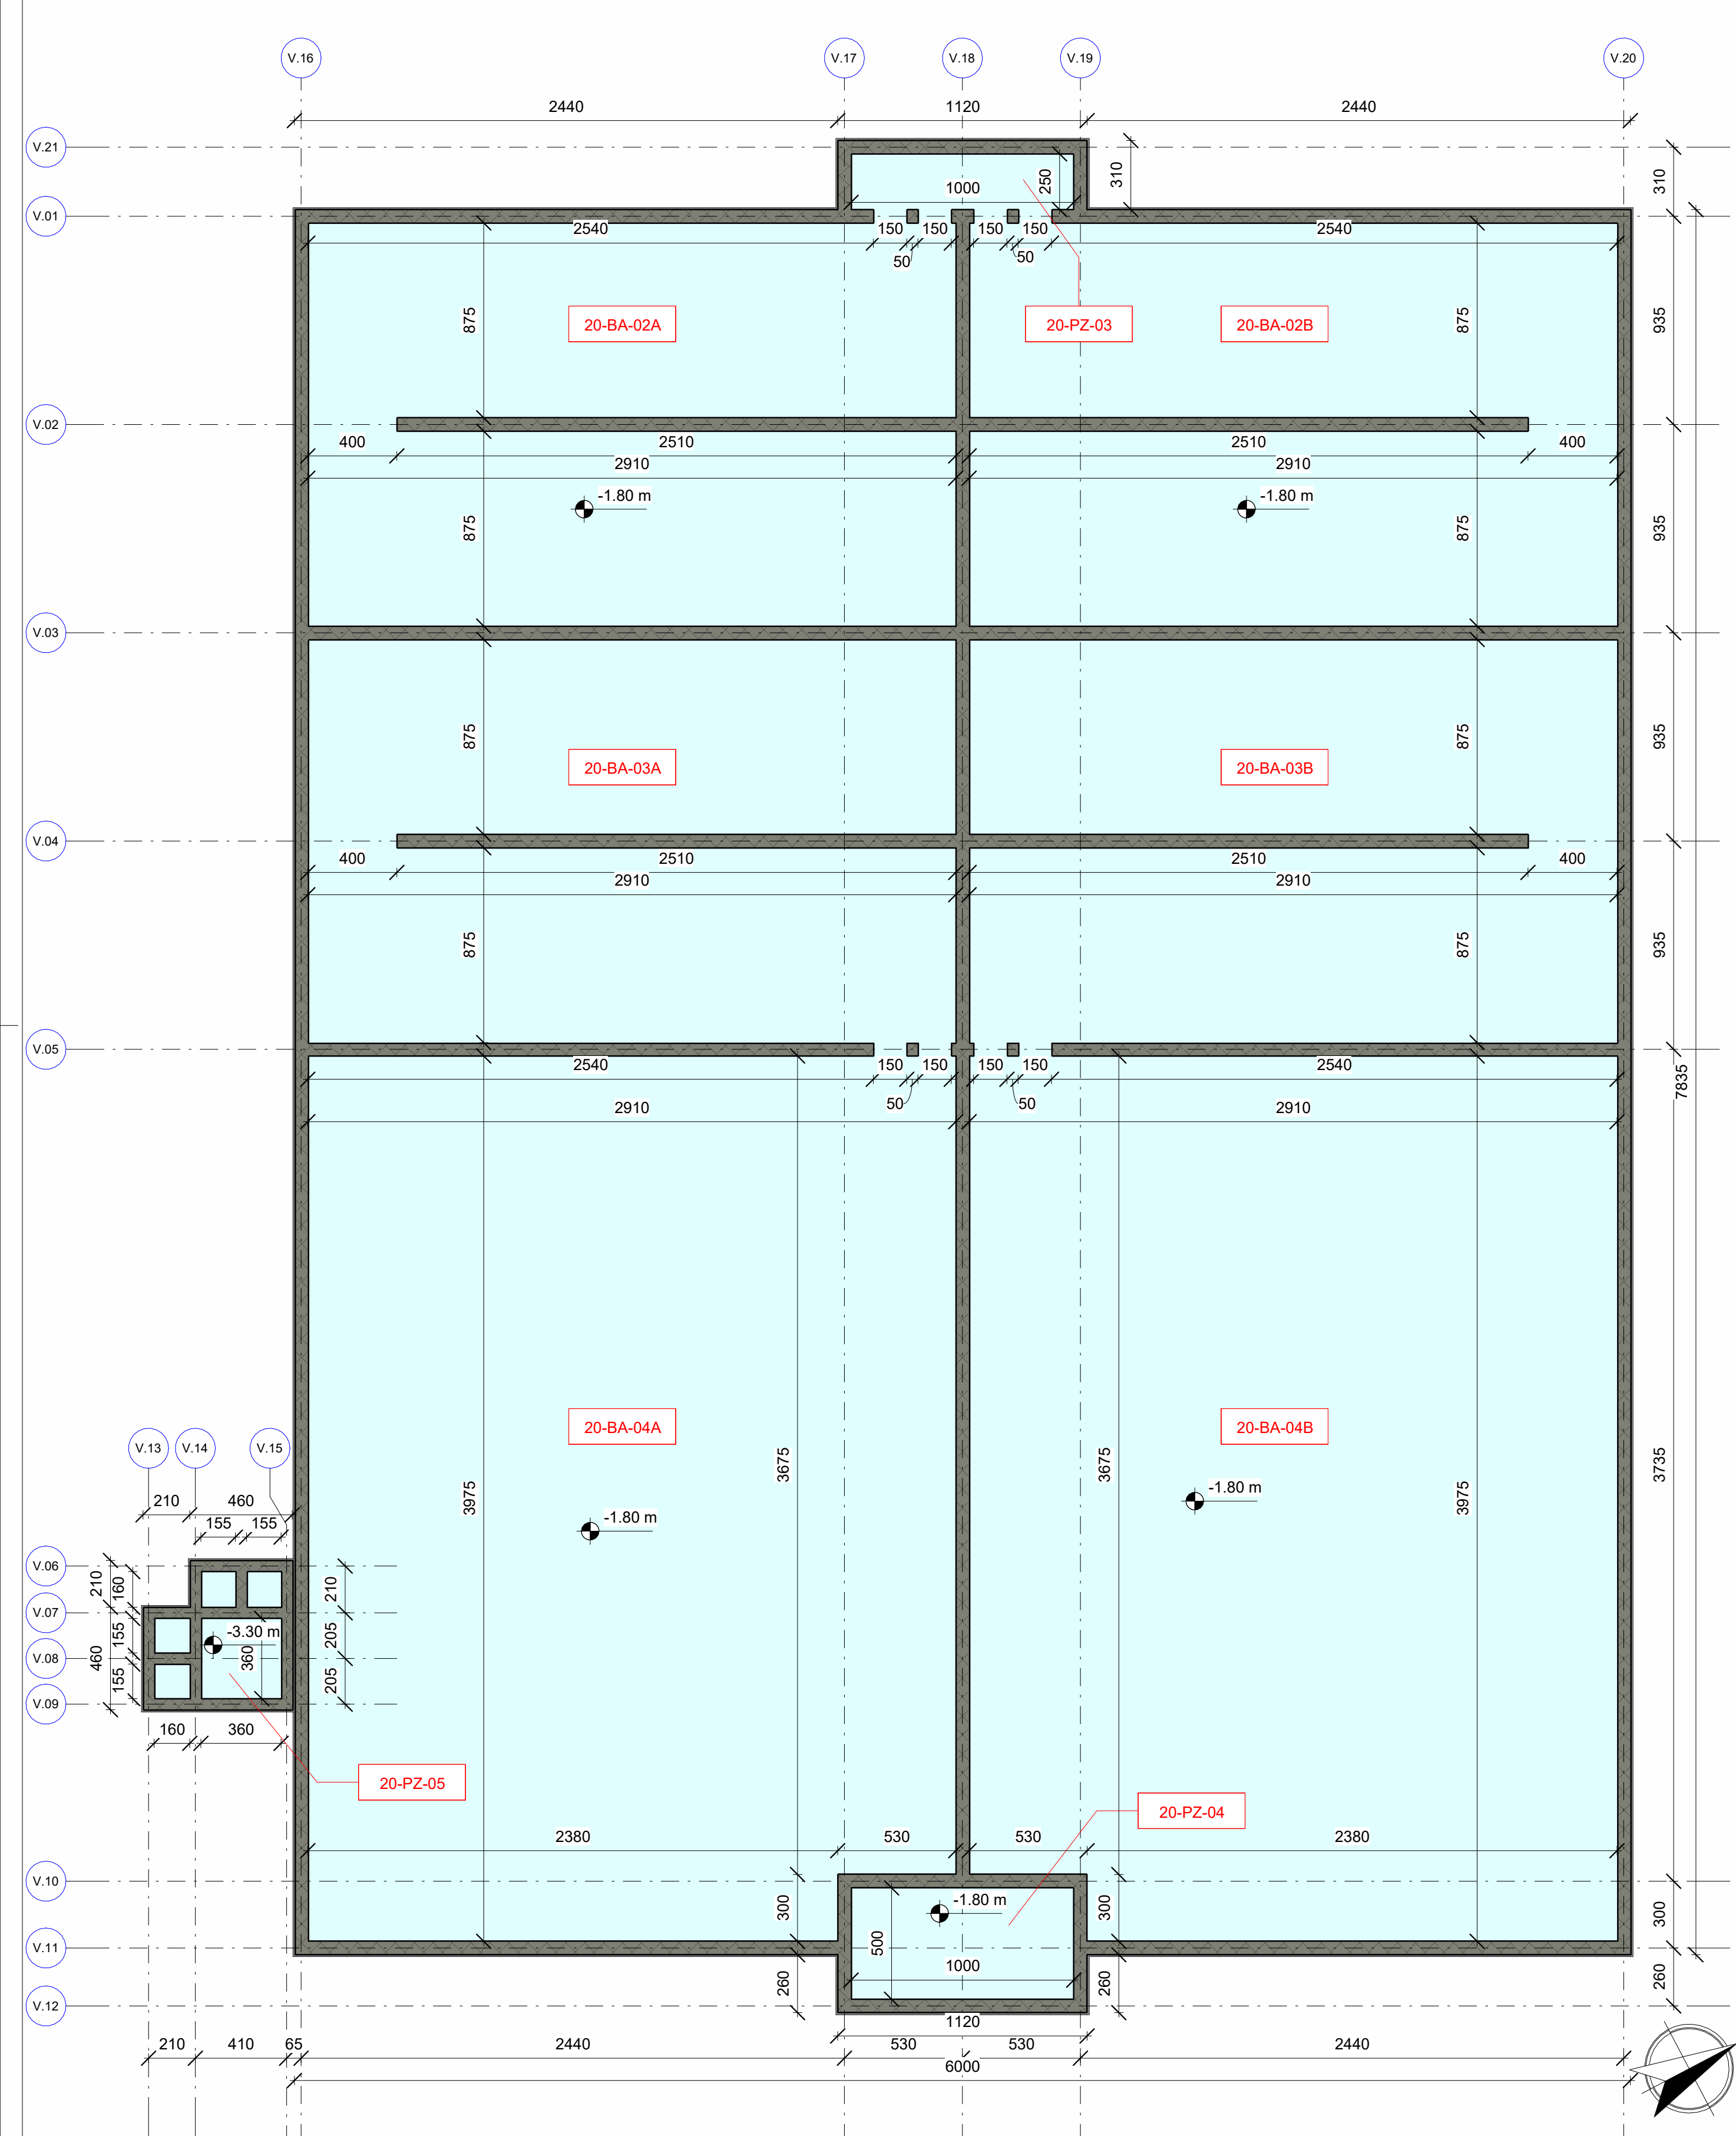 V.16 V.17 V.18 V.19 V.20
2440 1120 2440
V.21
310 310
250
1000
V.01
2540 150 150 150 150 2540
50 50
875 20-BA-02A 20-PZ-03 20-BA-02B 875 935
V.02
400 2510 2510 400
2910 2910
-1.80 m -1.80 m
875 875 935
V.03
875 875 935
20-BA-03A 20-BA-03B
V.04
400 2510 2510 400
2910 2910
875 875 935
V.05
2540 150 150 150 150 2540
7835
50 50
2910 2910
20-BA-04A 20-BA-04B
V.13 V.14 V.15
3675 3675 3735
3975 3975
210 460
-1.80 m
-1.80 m
155 155
V.06
210 160 210
V.07
155 -3.30 m 205
460 360
V.08
155 205
V.09
160 360
20-PZ-05
20-PZ-04
2380 530 530 2380
V.10
300 -1.80 m 300 300
500
V.11
1000
260 260 260
V.12
1120
210 410 65 2440 530 530 2440
6000